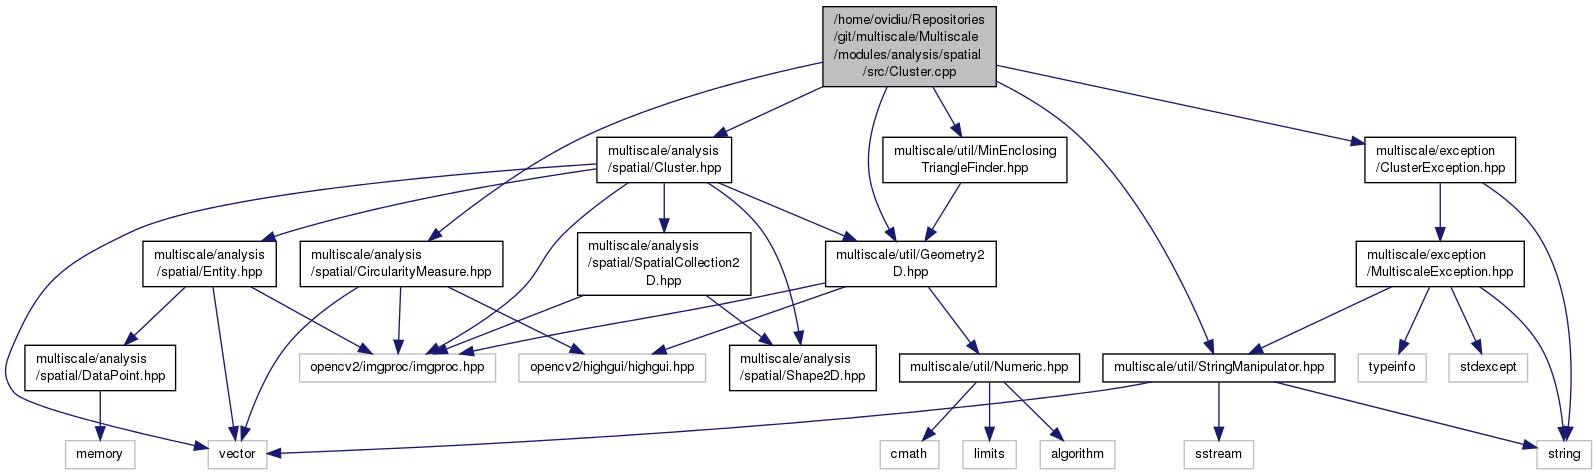 /home/ovidiu/Repositories
/git/multiscale/Multiscale
/modules/analysis/spatial
/src/Cluster.cpp
multiscale/analysis
/spatial/Cluster.hpp
multiscale/util/MinEnclosing
TriangleFinder.hpp
multiscale/exception
/ClusterException.hpp
multiscale/analysis
/spatial/Entity.hpp
multiscale/analysis
/spatial/CircularityMeasure.hpp
multiscale/analysis
/spatial/SpatialCollection2
D.hpp
multiscale/util/Geometry2
D.hpp
multiscale/exception
/MultiscaleException.hpp
multiscale/analysis
/spatial/DataPoint.hpp
opencv2/imgproc/imgproc.hpp
opencv2/highgui/highgui.hpp
multiscale/analysis
/spatial/Shape2D.hpp
multiscale/util/Numeric.hpp
multiscale/util/StringManipulator.hpp
typeinfo
stdexcept
memory
vector
cmath
limits
algorithm
sstream
string